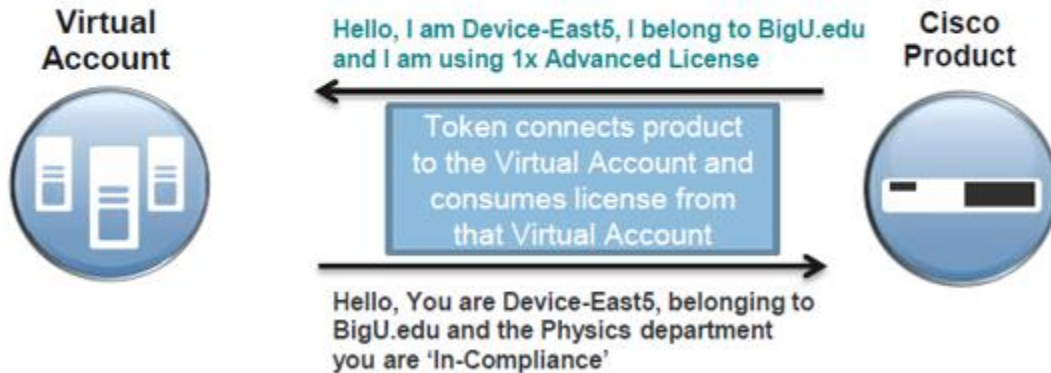 Virtual
Account
Hello, I am Device-East5, I belong to BigU.edu
and I am using 1x Advanced License
Cisco
Product
Token connects product
to the Virtual Account and
consumes license from
that Virtual Account
Hello, You are Device-East5, belonging to
BigU.edu and the Physics department
you are 'In-Compliance'